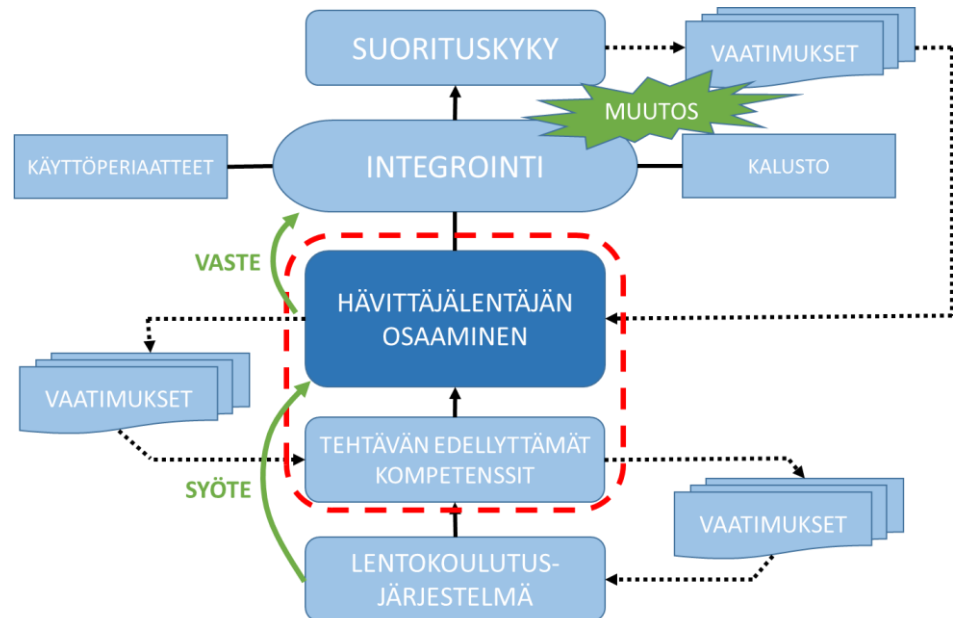 SUORITUSKYKY
VAATIMUKSET
MUUTOS
KÄYTTÖPERIAATTEET
INTEGROINTI
KALUSTO
VASTE
HÄVITTÄJÄLENTÄJÄN
OSAAMINEN
VAATIMUKSET
TEHTÄVÄN EDELLYTTÄMÄT
KOMPETENSSIT
SYÖTE
VAATIMUKSET
LENTOKOULUTUS-
JÄRJESTELMÄ